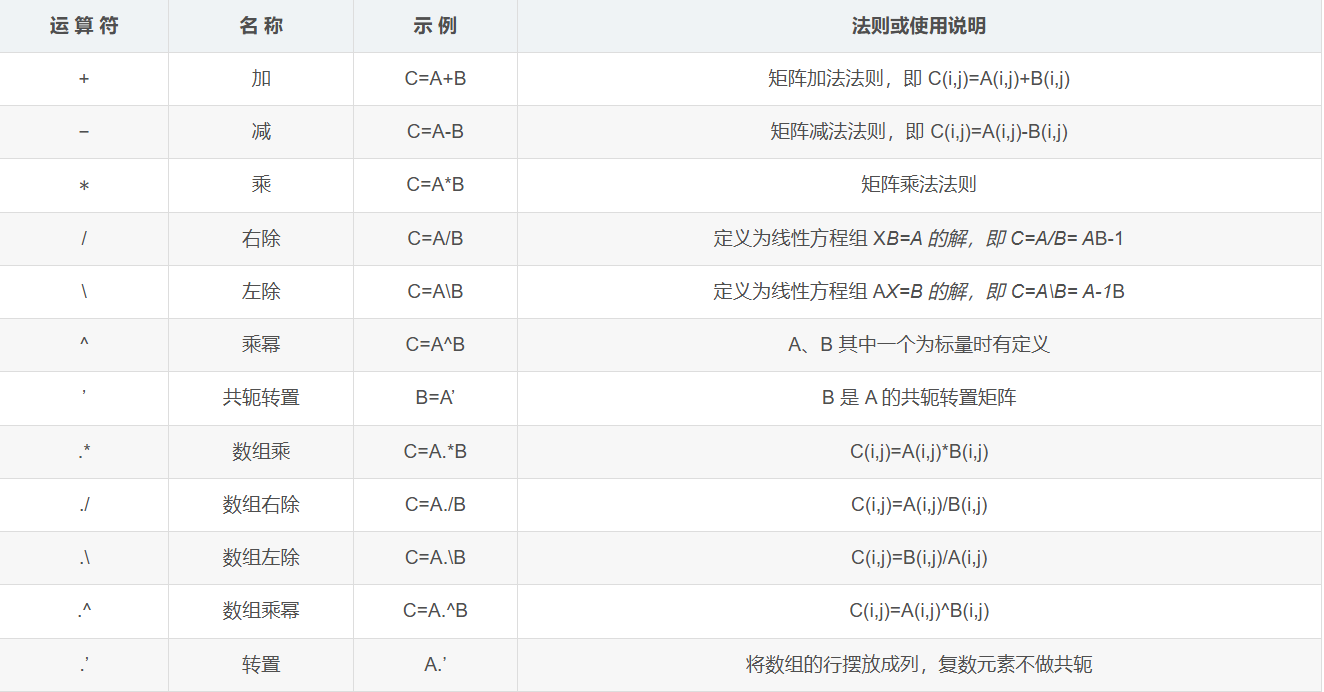 运 算 符 名 称 示 例 法则或使用说明
+ 加 C=A+B 矩阵加法法则，即 C(i,j)=A(i,j)+B(i,j)
− 减 C=A-B 矩阵减法法则，即 C(i,j)=A(i,j)-B(i,j)
∗ 乘 C=A*B 矩阵乘法法则
/ 右除 C=A/B 定义为线性方程组 XB=A 的解，即 C=A/B= AB-1
\ 左除 C=A\B 定义为线性方程组 AX=B 的解，即 C=A\B= A-1B
^ 乘幂 C=A^B A、B 其中一个为标量时有定义
’ 共轭转置 B=A’ B 是 A 的共轭转置矩阵
.* 数组乘 C=A.*B C(i,j)=A(i,j)*B(i,j)
./ 数组右除 C=A./B C(i,j)=A(i,j)/B(i,j)
.\ 数组左除 C=A.\B C(i,j)=B(i,j)/A(i,j)
.^ 数组乘幂 C=A.^B C(i,j)=A(i,j)^B(i,j)
.’ 转置 A.’ 将数组的行摆放成列，复数元素不做共轭